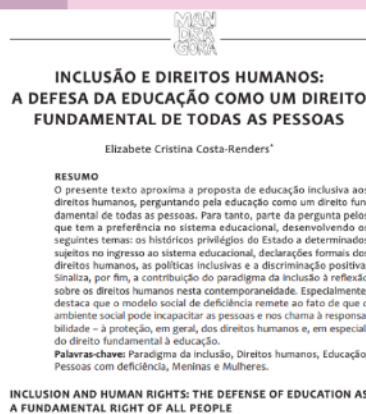 MAN
DRÁ
GORA
INCLUSÃO E DIREITOS HUMANOS:
A DEFESA DA EDUCAÇÃO COMO UM DIREITO
FUNDAMENTAL DE TODAS AS PESSOAS
Elizabete Cristina Costa-Renders*
RESUMO
O presente texto aproxima a proposta de educação inclusiva aos
direitos humanos, perguntando pela educação como um direito fun
damental de todas as pessoas. Para tanto, parte da pergunta pelos
que tem a preferência no sistema educacional, desenvolvendo os
seguintes temas: os históricos privilégios do Estado a determinados
sujeitos no ingresso ao sistema educacional, declarações formais dos
direitos humanos, as políticas inclusivas e a discriminação positiva.
Sinaliza, por fim, a contribuição do paradigma da inclusão à reflexão
sobre os direitos humanos nesta contemporaneidade. Especialmente,
destaca que o modelo social de deficiência remete ao fato de que o
ambiente social pode incapacitar as pessoas e nos chama à responsa
bilidade – à proteção, em geral, dos direitos humanos e, em especial,
do direito fundamental à educação.
Palavras-chave: Paradigma da inclusão, Direitos humanos, Educação,
Pessoas com deficiência, Meninas e Mulheres.
INCLUSION AND HUMAN RIGHTS: THE DEFENSE OF EDUCATION AS
A FUNDAMENTAL RIGHT OF ALL PEOPLE